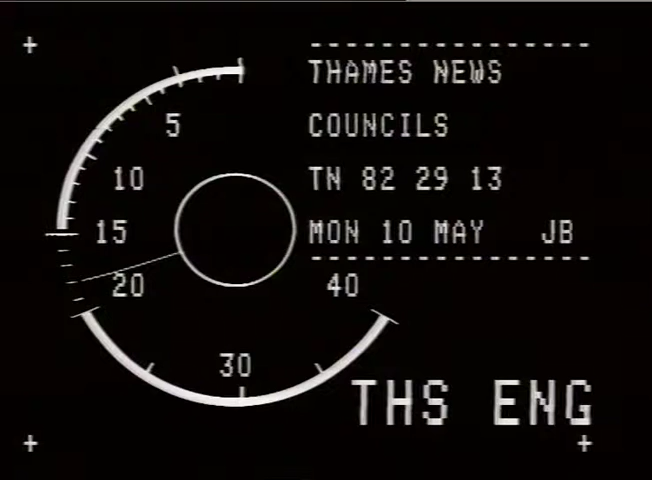 THAMES NEWS
COUNCILS
TN 82 29 13
MON 10 MAY JB
5
10
15
20
30
40
THS ENG